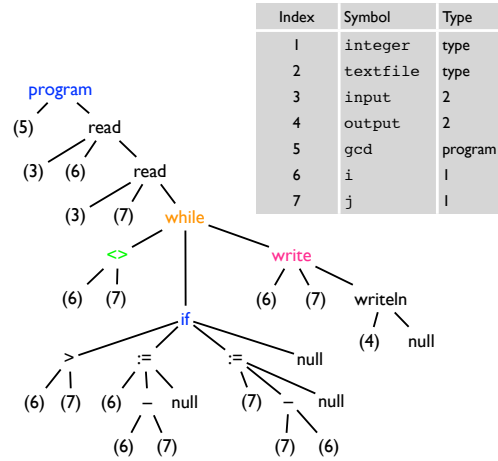 Index Symbol Type
1 integer type
2 textfile type
3 input 2
4 output 2
5 gcd program
6 i 1
7 j 1
program
(5) read
(3) (6) read
(3) (7) while
<> write
(6) (7) (6) (7) writeln
(4) null
if
> := := null
(6) (7) (6) − null (7) − null
(6) (7) (7) (6)